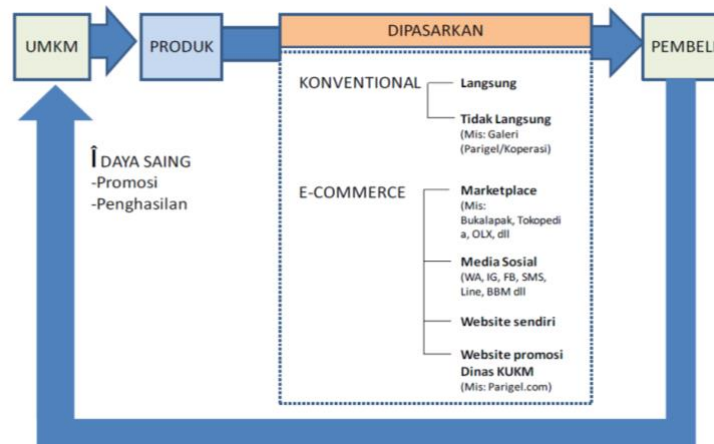 DIPASARKAN
UMKM
PRODUK
PEMBELI
KONVENTIONAL
Langsung
Tidak Langsung
(Mis: Galeri
(Parigel/Koperasi)
Î DAYA SAING
-Promosi
-Penghasilan
E-COMMERCE
Marketplace
(Mis:
Bukalapak, Tokopedi
a, OLX, dll
Media Sosial
(WA, IG, FB, SMS,
Line, BBM dll
Website sendiri
Website promosi
Dinas KUKM
(Mis: Parigel.com)